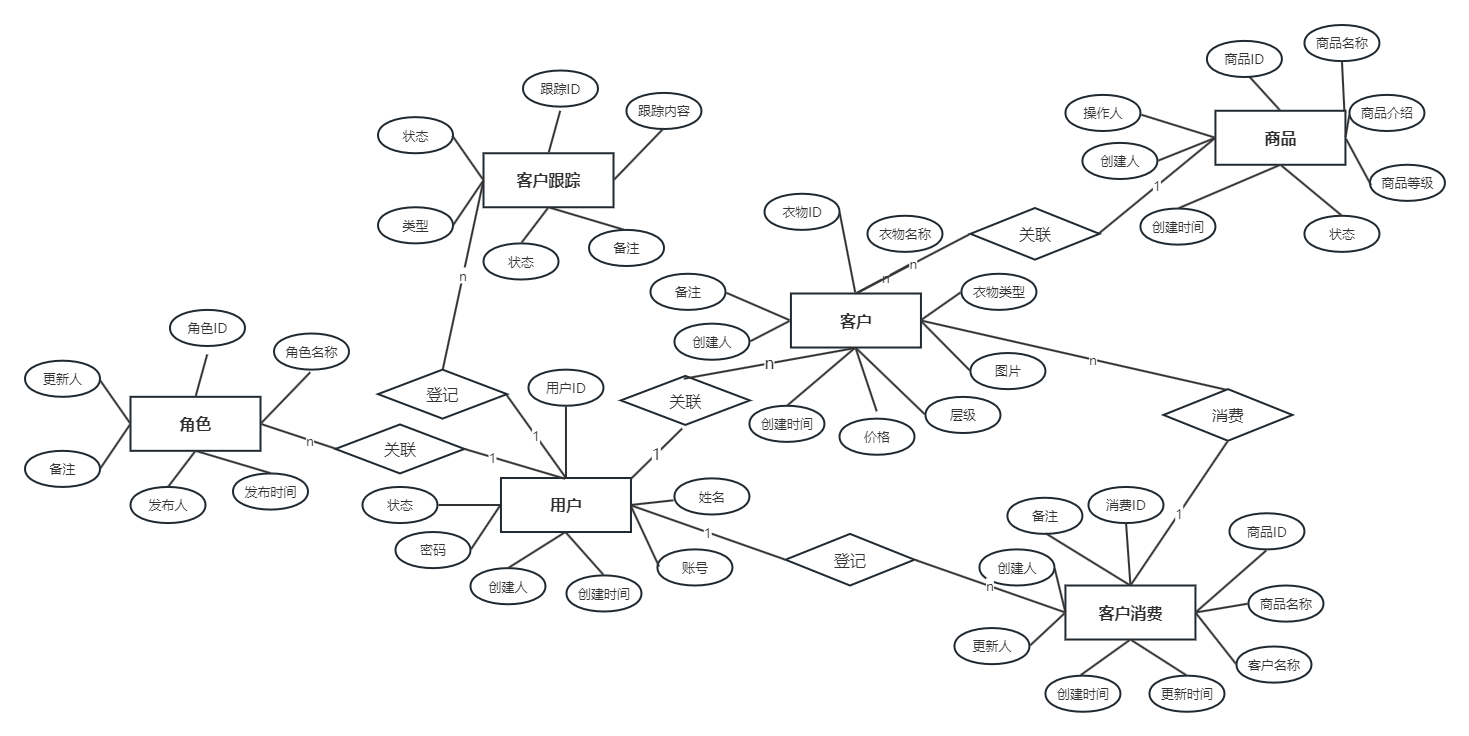 商品名称
商品ID
跟踪ID
跟踪内容
操作人
商品介绍
状态
商品
创建人
客户跟踪
商品等级
1
衣物ID
类型
创建时间
状态
衣物名称
关联
备注
状态
n
n
n
备注
衣物类型
客户
角色ID
创建人
角色名称
n
n
图片
更新人
用户ID
登记
关联
层级
消费
角色
创建时间
价格
1
n
关联
1
1
备注
发布时间
姓名
发布人
状态
用户
消费ID
备注
1
商品ID
1
密码
登记
账号
创建人
创建人
n
创建时间
商品名称
客户消费
更新人
客户名称
创建时间
更新时间